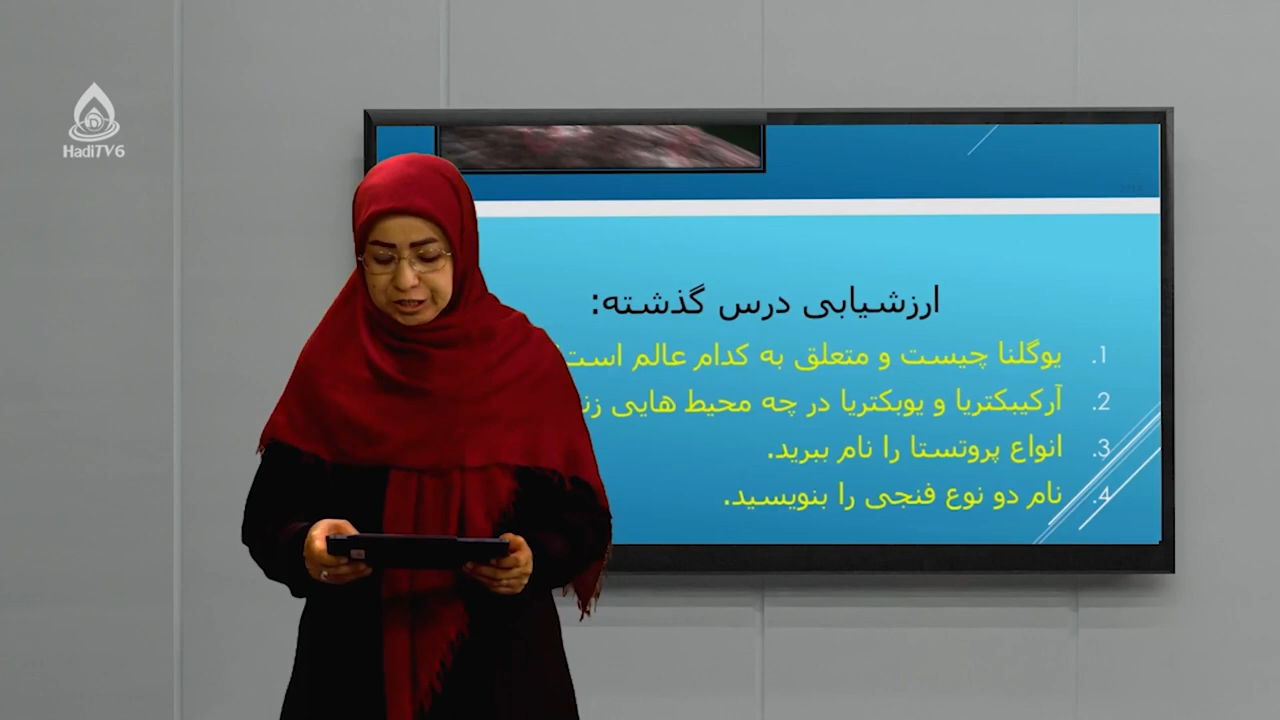 HadiTV6
ارزشیابی درس گذشته:
1. یوگلنا چیست و متعلق به کدام عالم است
2. آرکیبکتریا و یوبکتریا در چه محیط هایی
3. انواع پروتستا را نام ببرید.
4. نام دو نوع فنجی را بنویسید.